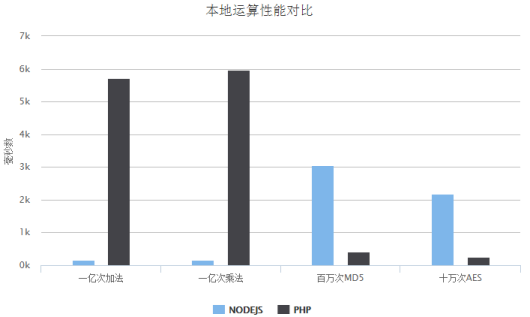 本地运算性能对比
7k
6k
5k
4k
3k
2k
1k
0k
毫秒数
一亿次加法
一亿次乘法
百万次MD5
十万次AES
NODEJS
PHP